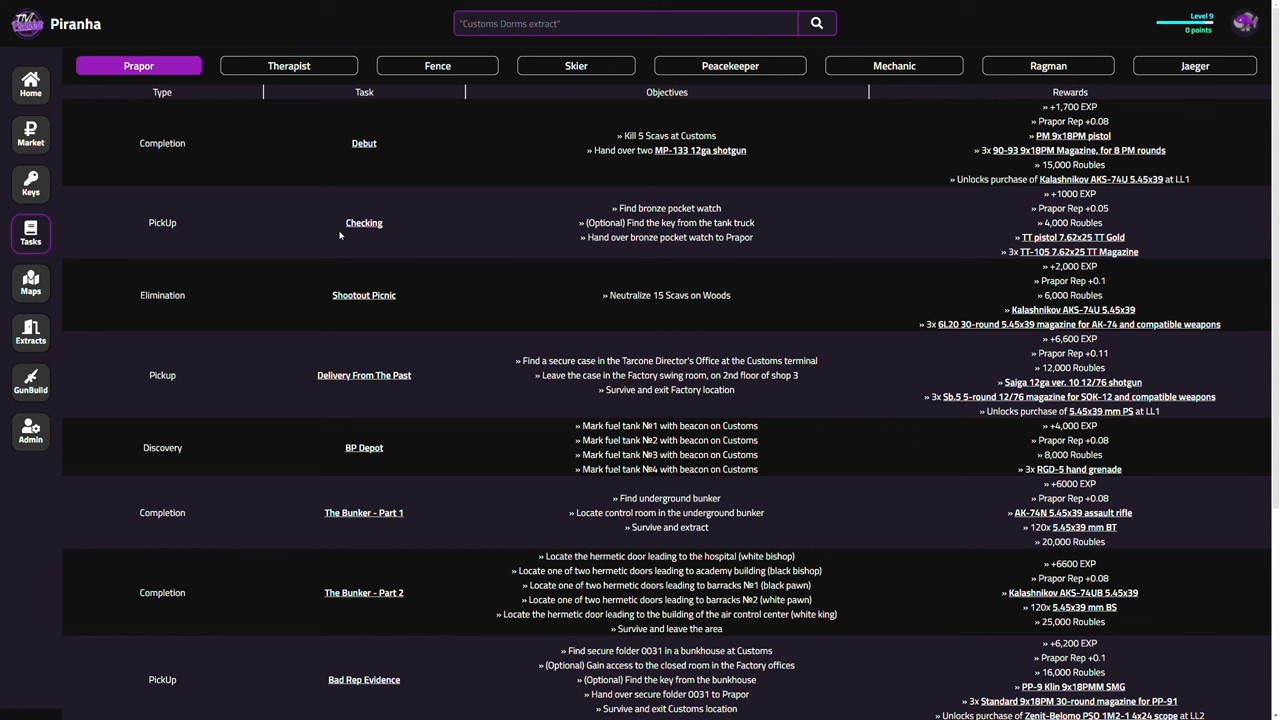 Piranha
"Customs Dorms extract"
Level 9
0 points
Home
Market
Keys
Tasks
Maps
Extracts
GunBuild
Admin
Prapor Therapist Fence Skier Peacekeeper Mechanic Ragman Jaeger
Type Task Objectives Rewards
Completion
Debut
» Kill 5 Scavs at Customs
» Hand over two MP-133 12ga shotgun
» +1,700 EXP
» Prapor Rep +0.08
» PM 9x18PM pistol
» 3x 90-93 9x18PM Magazine, for 8 PM rounds
» 15,000 Roubles
» Unlocks purchase of Kalashnikov AKS-74U 5.45x39 at LL1
PickUp
Checking
» Find bronze pocket watch
» (Optional) Find the key from the tank truck
» Hand over bronze pocket watch to Prapor
» +1000 EXP
» Prapor Rep +0.05
» 4,000 Roubles
» TT pistol 7.62x25 TT Gold
» 3x TT-105 7.62x25 TT Magazine
Elimination
Shootout Picnic
» Neutralize 15 Scavs on Woods
» +2,000 EXP
» Prapor Rep +0.1
» 6,000 Roubles
» Kalashnikov AKS-74U 5.45x39
» 3x 6L20 30-round 5.45x39 magazine for AK-74 and compatible weapons
Pickup
Delivery From The Past
» Find a secure case in the Tarcone Director's Office at the Customs terminal
» Leave the case in the Factory swing room, on 2nd floor of shop 3
» Survive and exit Factory location
» +6,600 EXP
» Prapor Rep +0.11
» 12,000 Roubles
» Saiga 12ga ver. 10 12/76 shotgun
» 3x Sb.5 5-round 12/76 magazine for SOK-12 and compatible weapons
» Unlocks purchase of 5.45x39 mm PS at LL1
Discovery
BP Depot
» Mark fuel tank №1 with beacon on Customs
» Mark fuel tank №2 with beacon on Customs
» Mark fuel tank №3 with beacon on Customs
» Mark fuel tank №4 with beacon on Customs
» +4,000 EXP
» Prapor Rep +0.08
» 8,000 Roubles
» 3x RGD-5 hand grenade
Completion
The Bunker - Part 1
» Find underground bunker
» Locate control room in the underground bunker
» Survive and extract
» +6000 EXP
» Prapor Rep +0.08
» AK-74N 5.45x39 assault rifle
» 120x 5.45x39 mm BT
» 20,000 Roubles
Completion
The Bunker - Part 2
» Locate the hermetic door leading to the hospital (white bishop)
» Locate one of two hermetic doors leading to academy building (black bishop)
» Locate one of two hermetic doors leading to barracks №1 (black pawn)
» Locate one of two hermetic doors leading to barracks №2 (white pawn)
» Locate the hermetic door leading to the building of the air control center (white king)
» Survive and leave the area
» +6600 EXP
» Prapor Rep +0.08
» Kalashnikov AKS-74UB 5.45x39
» 120x 5.45x39 mm BS
» 25,000 Roubles
PickUp
Bad Rep Evidence
» Find secure folder 0031 in a bunkhouse at Customs
» (Optional) Gain access to the closed room in the Factory offices
» (Optional) Find the key from the bunkhouse
» Hand over secure folder 0031 to Prapor
» Survive and exit Customs location
» +6,200 EXP
» Prapor Rep +0.1
» 16,000 Roubles
» PP-9 Klin 9x18PMM SMG
» 3x Standard 9x18PM 30-round magazine for PP-91
» Unlocks purchase of Zenit-Belomo PSO 1M2-1 4x24 scope at LL2